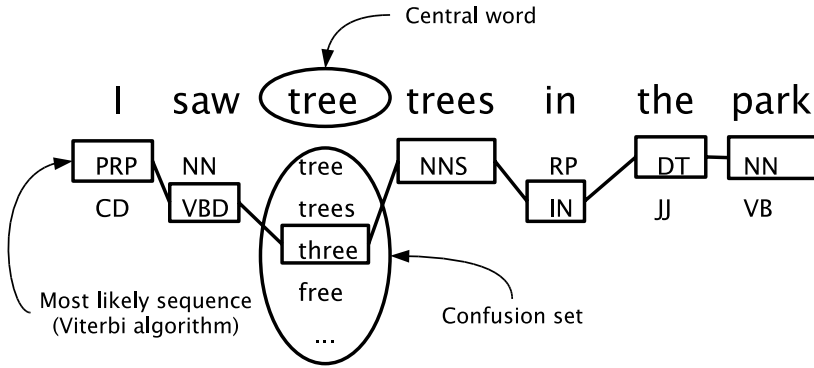 Central word
I saw tree trees in the park
PRP NN tree NNS RP DT NN
CD VBD trees IN JJ VB
three
free
...
Most likely sequence
(Viterbi algorithm)
Confusion set